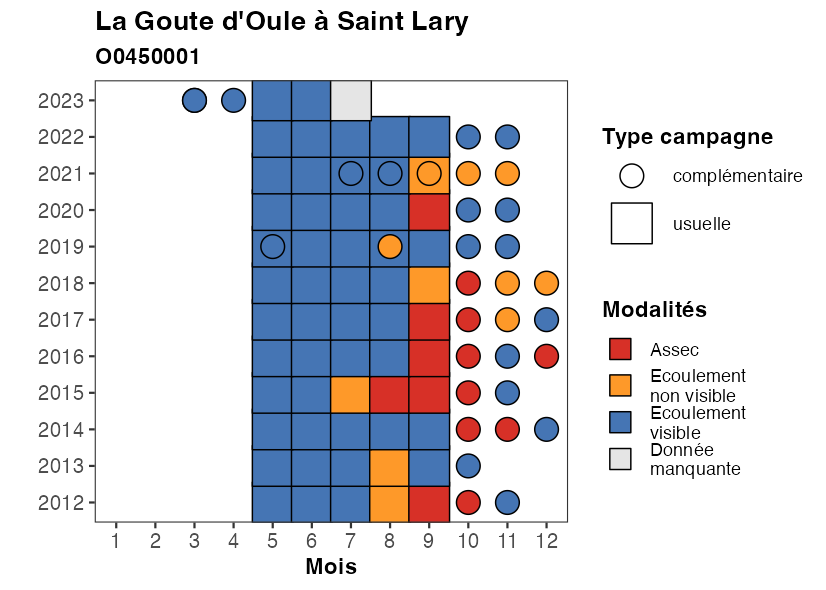 La Goute d'Oule à Saint Lary
O0450001
2023
2022
2021
2020
2019
2018
2017
2016
2015
2014
2013
2012
1 2 3 4 5 6 7 8 9 10 11 12
Mois
Type campagne
complémentaire
usuelle
Modalités
Assec
Ecoulement
non visible
Ecoulement
visible
Donnée
manquante